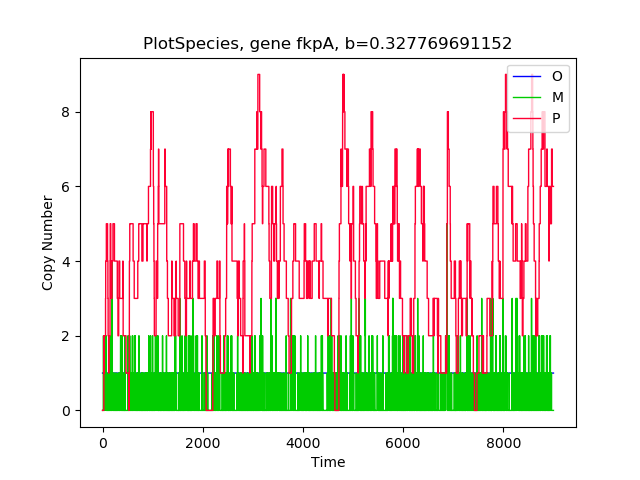 PlotSpecies, gene fkpA, b=0.327769691152
O
M
P
Copy Number
8
6
4
2
0
0 2000 4000 6000 8000
Time